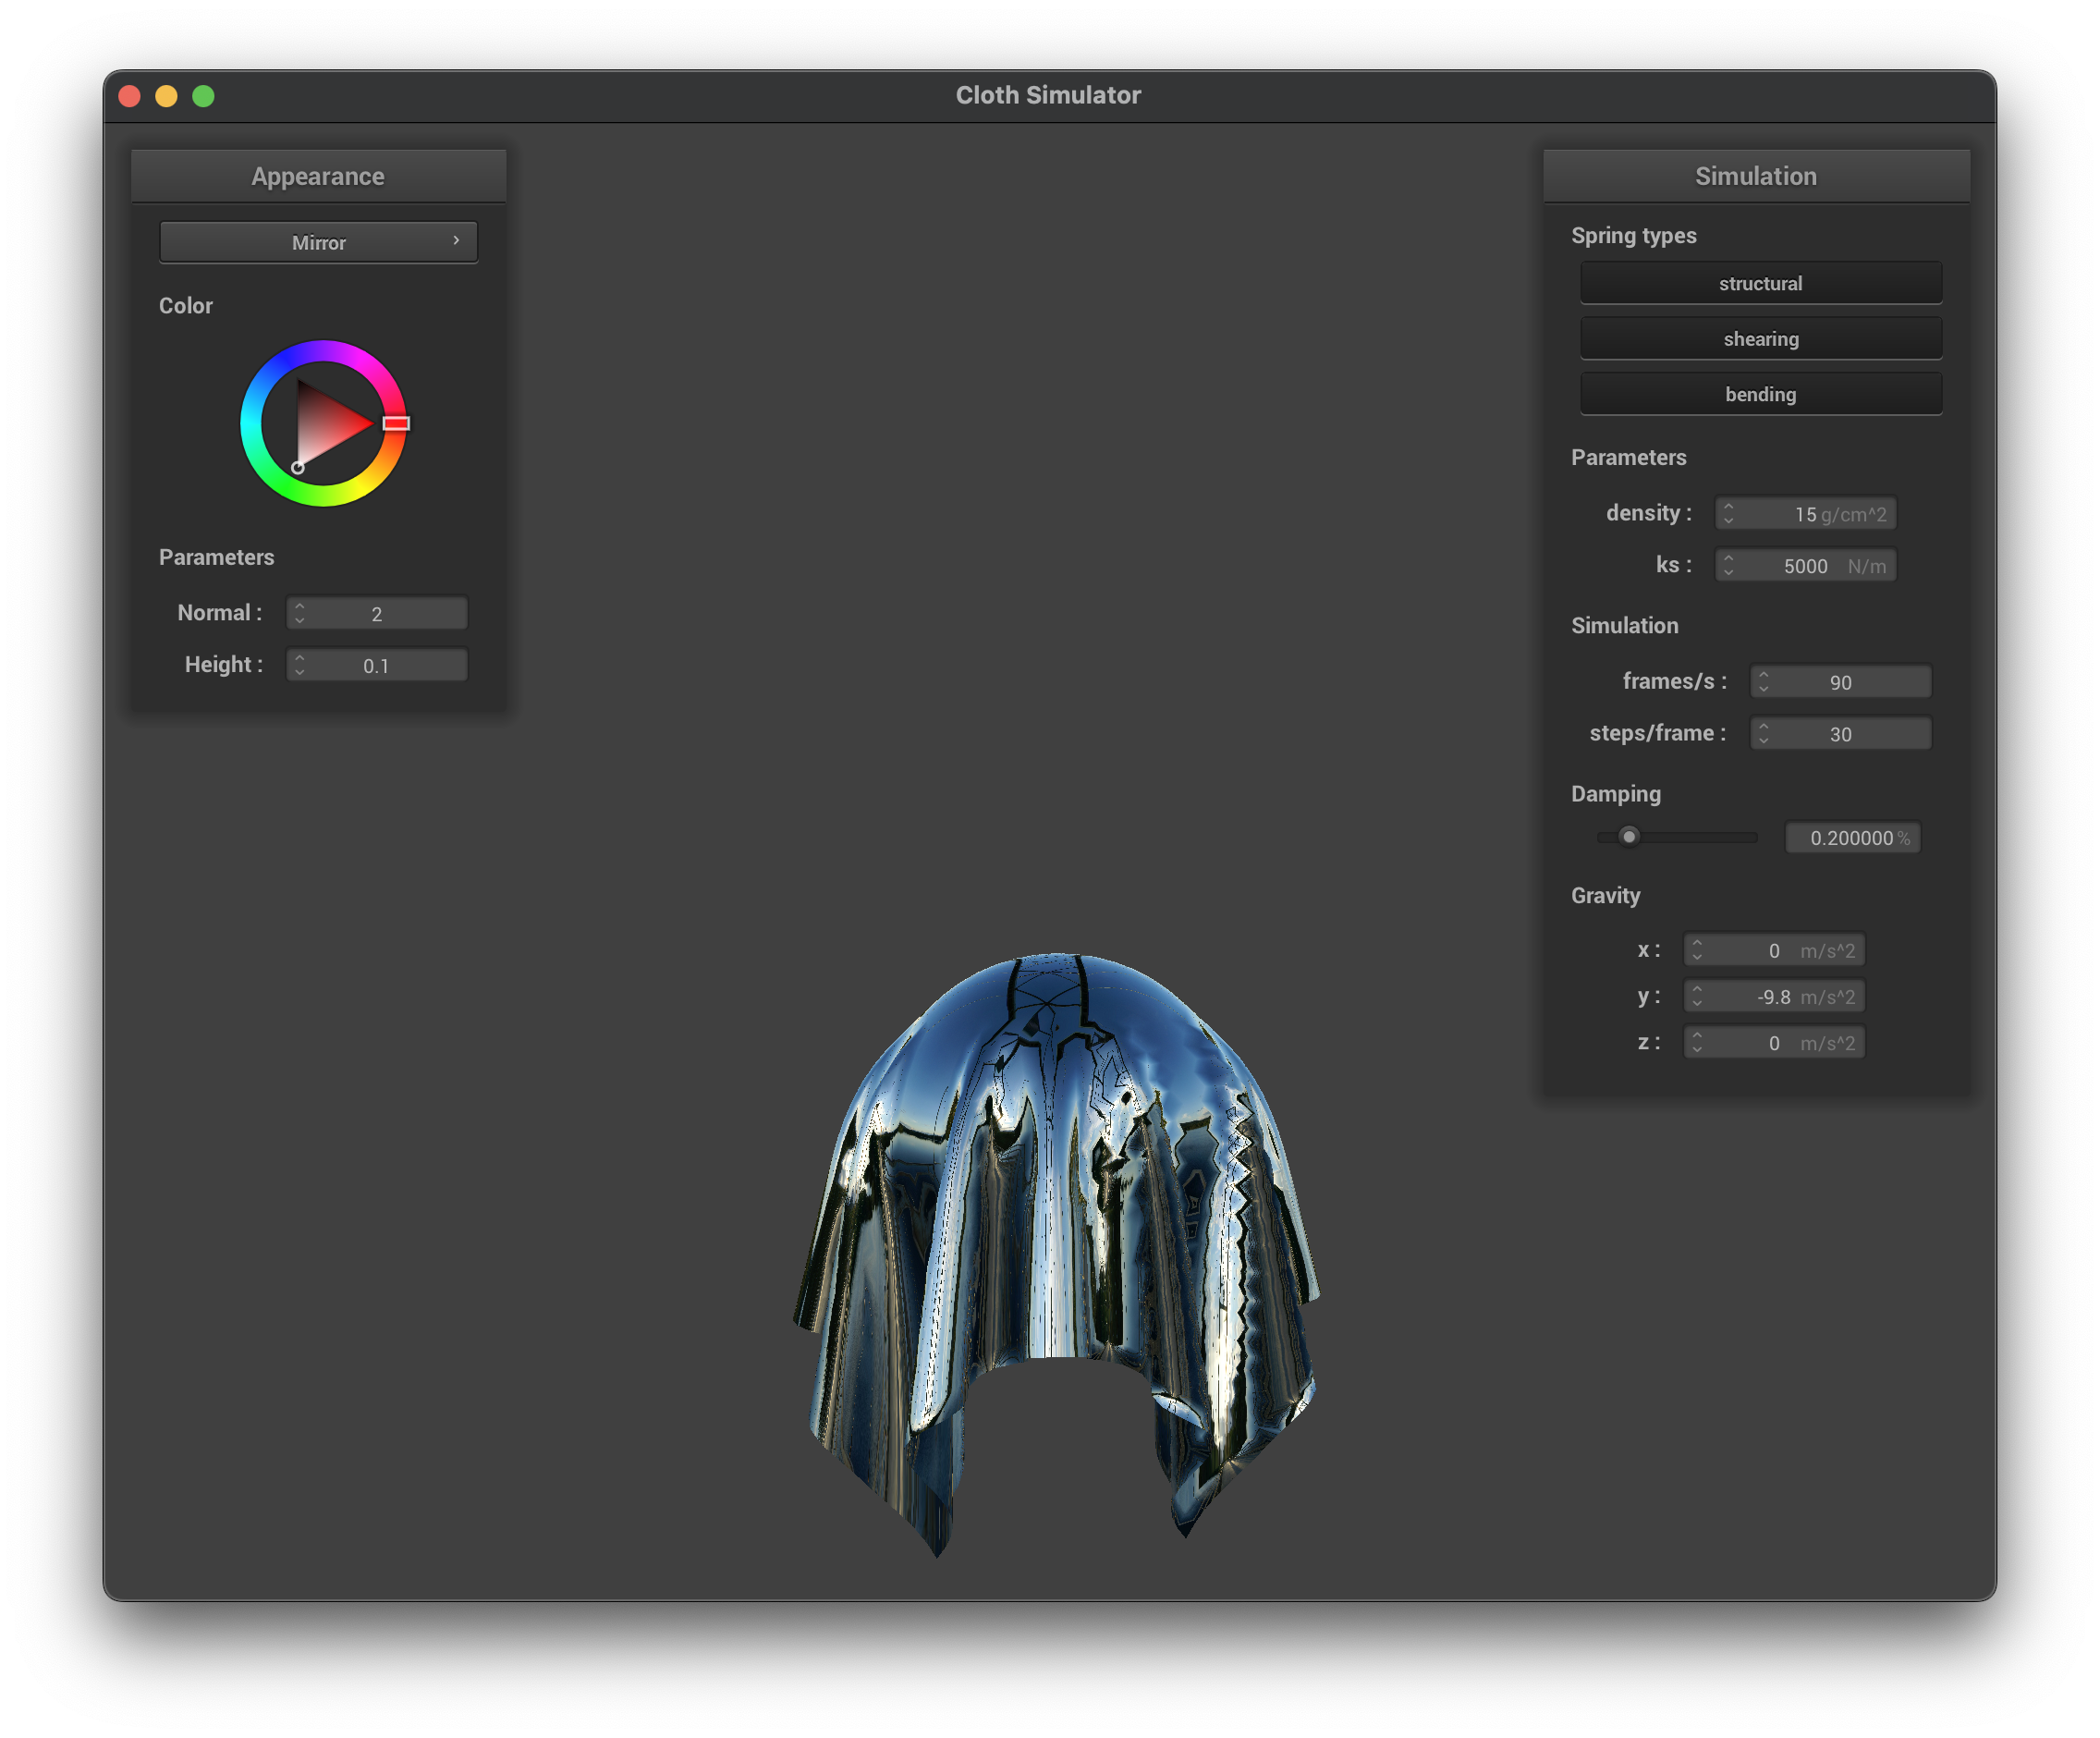 Cloth Simulator
Appearance
Mirror
Color
Parameters
Normal : 2
Height : 0.1
Simulation
Spring types
structural
shearing
bending
Parameters
density : 15 g/cm^2
ks : 5000 N/m
Simulation
frames/s : 90
steps/frame : 30
Damping
0.200000 %
Gravity
x : 0 m/s^2
y : -9.8 m/s^2
z : 0 m/s^2